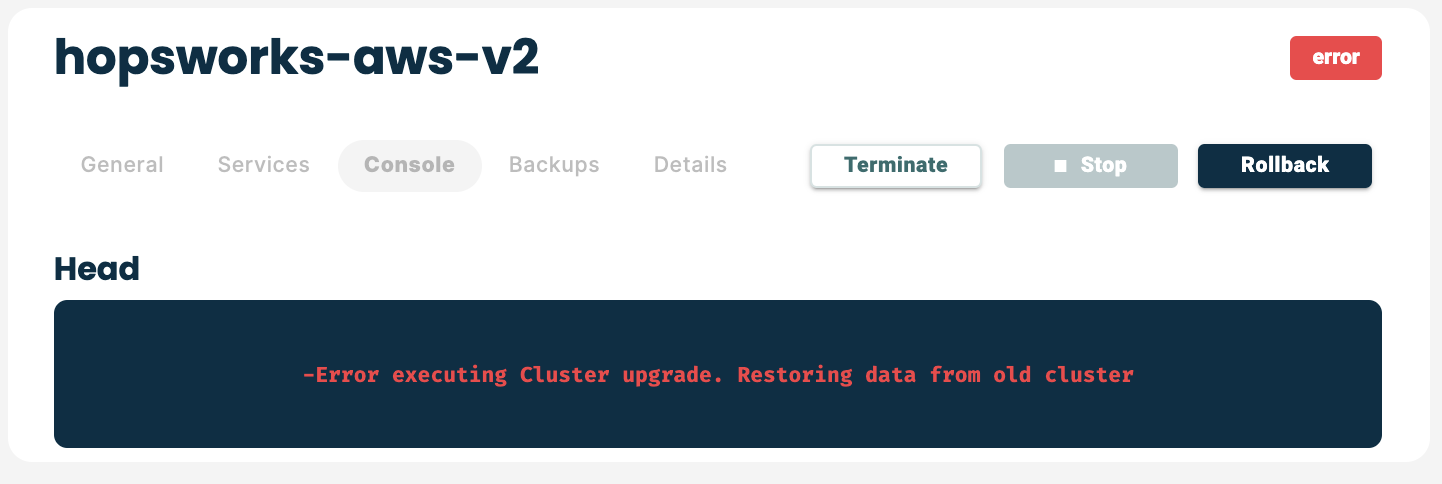 hopsworks-aws-v2
error
General
Services
Console
Backups
Details
Terminate
Stop
Rollback
Head
-Error executing Cluster upgrade. Restoring data from old cluster